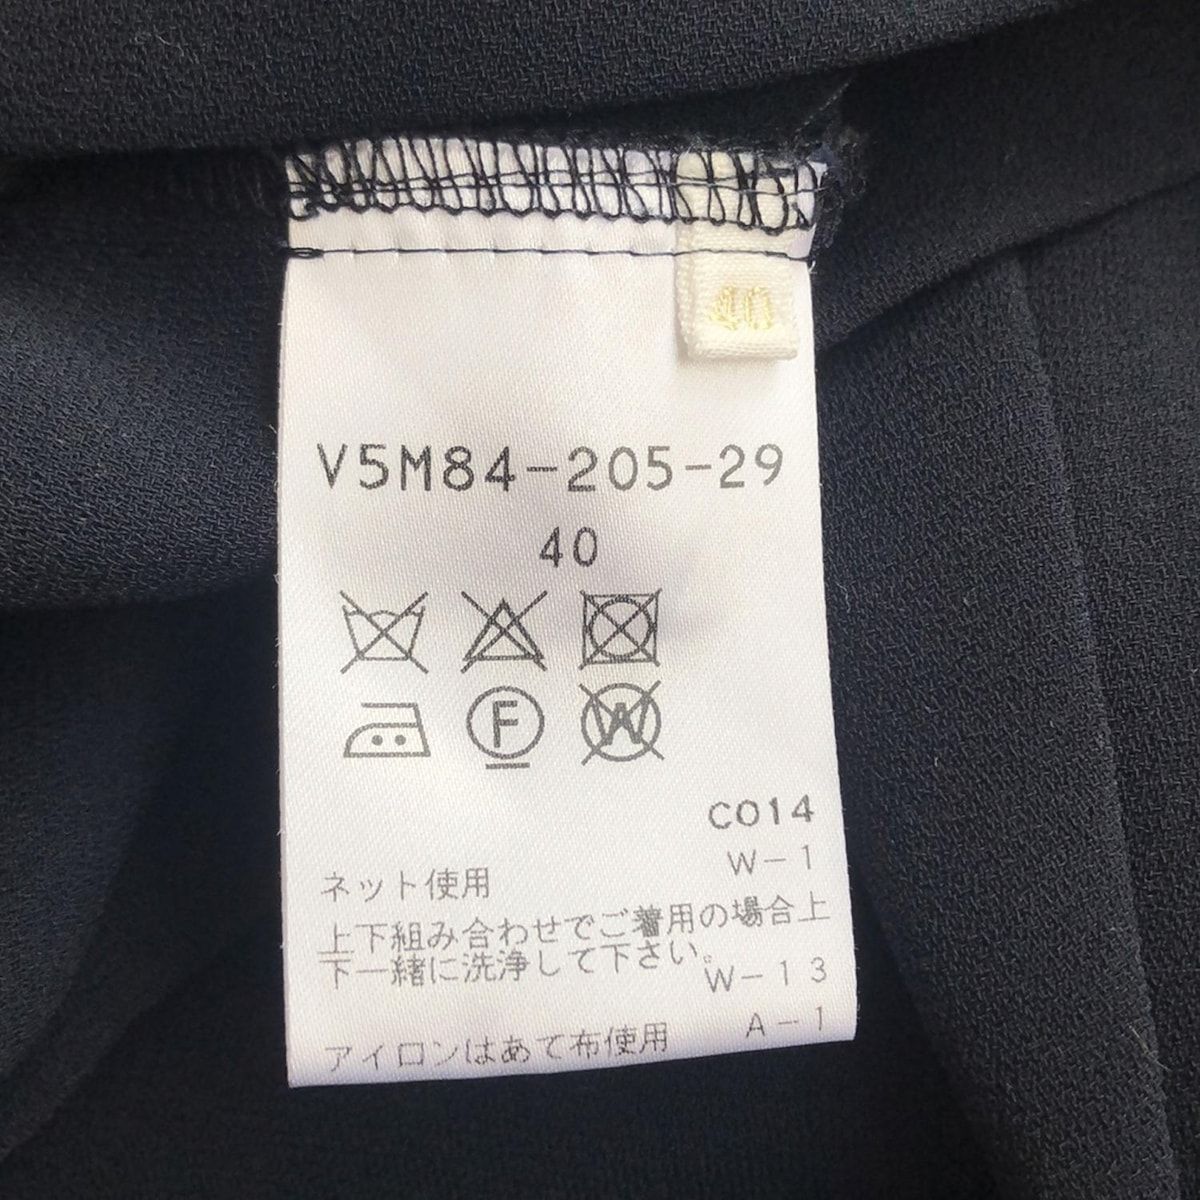 40
V5M84-205-29
40
F
W
C014
W-1
ネット使用
上下組み合わせでご着用の場合上
下一緒に洗浄して下さい。
W-13
A-1
アイロンはあて布使用